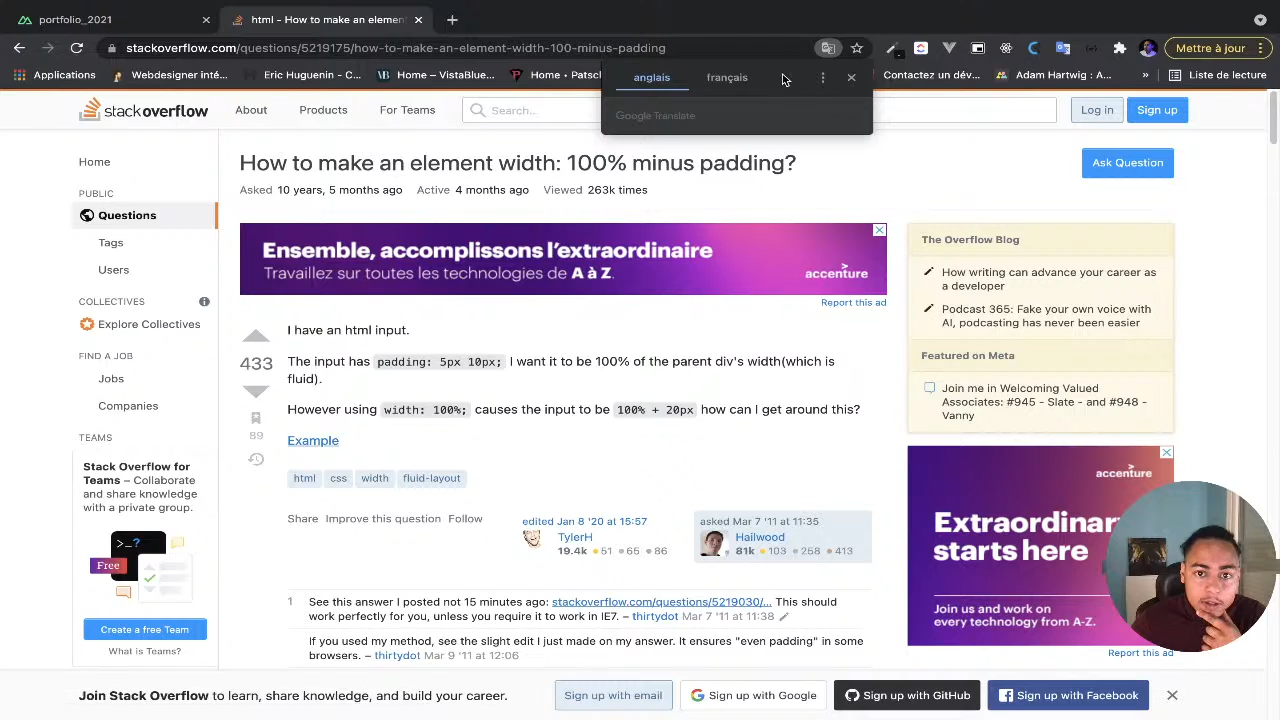 portfolio_2021
html - How to make an elemen
stackoverflow.com/questions/5219175/how-to-make-an-element-width-100-minus-padding
Mettre à jour
Applications
Webdesigner inté...
Eric Huguenin - C...
Home – VistaBlue...
Home • Patsch
Contactez un dév...
Adam Hartwig | A...
Liste de lecture
anglais
français
Google Translate
stackoverflow
About
Products
For Teams
Search...
Log in
Sign up
Home
PUBLIC
Questions
Tags
Users
COLLECTIVES
Explore Collectives
FIND A JOB
Jobs
Companies
TEAMS
Stack Overflow for
Teams – Collaborate
and share knowledge
with a private group.
>_?
Free
Create a free Team
What is Teams?
How to make an element width: 100% minus padding?
Asked 10 years, 5 months ago Active 4 months ago Viewed 263k times
Ask Question
Ensemble, accomplissons l'extraordinaire
Travaillez sur toutes les technologies de A à Z.
accenture
Report this ad
433
89
I have an html input.
The input has padding: 5px 10px; I want it to be 100% of the parent div's width(which is
fluid).
However using width: 100%; causes the input to be 100% + 20px how can I get around this?
Example
html css width fluid-layout
Share Improve this question Follow
edited Jan 8 '20 at 15:57
TylerH
19.4k 51 65 86
asked Mar 7 '11 at 11:35
Hailwood
81k 103 258 413
1 See this answer I posted not 15 minutes ago: stackoverflow.com/questions/5219030/... This should
work perfectly for you, unless you require it to work in IE7. – thirtydot Mar 7 '11 at 11:38
If you used my method, see the slight edit I just made on my answer. It ensures "even padding" in some
browsers. – thirtydot Mar 9 '11 at 12:06
The Overflow Blog
How writing can advance your career as
a developer
Podcast 365: Fake your own voice with
AI, podcasting has never been easier
Featured on Meta
Join me in Welcoming Valued
Associates: #945 - Slate - and #948 -
Vanny
accenture
Extraordinar
starts here
Join us and work on
every technology from A-Z.
Report this ad
Join Stack Overflow to learn, share knowledge, and build your career.
Sign up with email
Sign up with Google
Sign up with GitHub
Sign up with Facebook